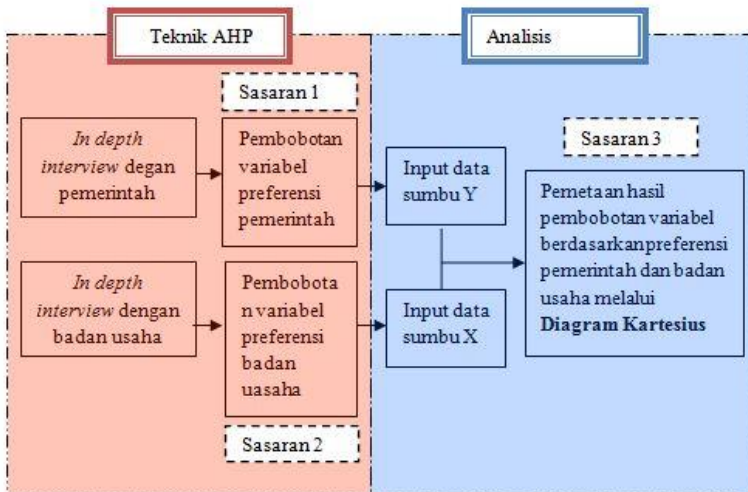 Teknik AHP
Analisis
Sasaran 1
In depth
interview degan
pemerintah
Pembobotan
variabel
preferensi
pemerintah
Input data
sumbu Y
Sasaran 3
Pemetaan hasil
pembobotan variabel
berdasarkanpreferensi
pemerintah dan badan
usaha melalui
Diagram Kartesius
In depth
interview dengan
badan usaha
Pembobota
n variabel
preferensi
badan
uasaha
Input data
sumbu X
Sasaran 2